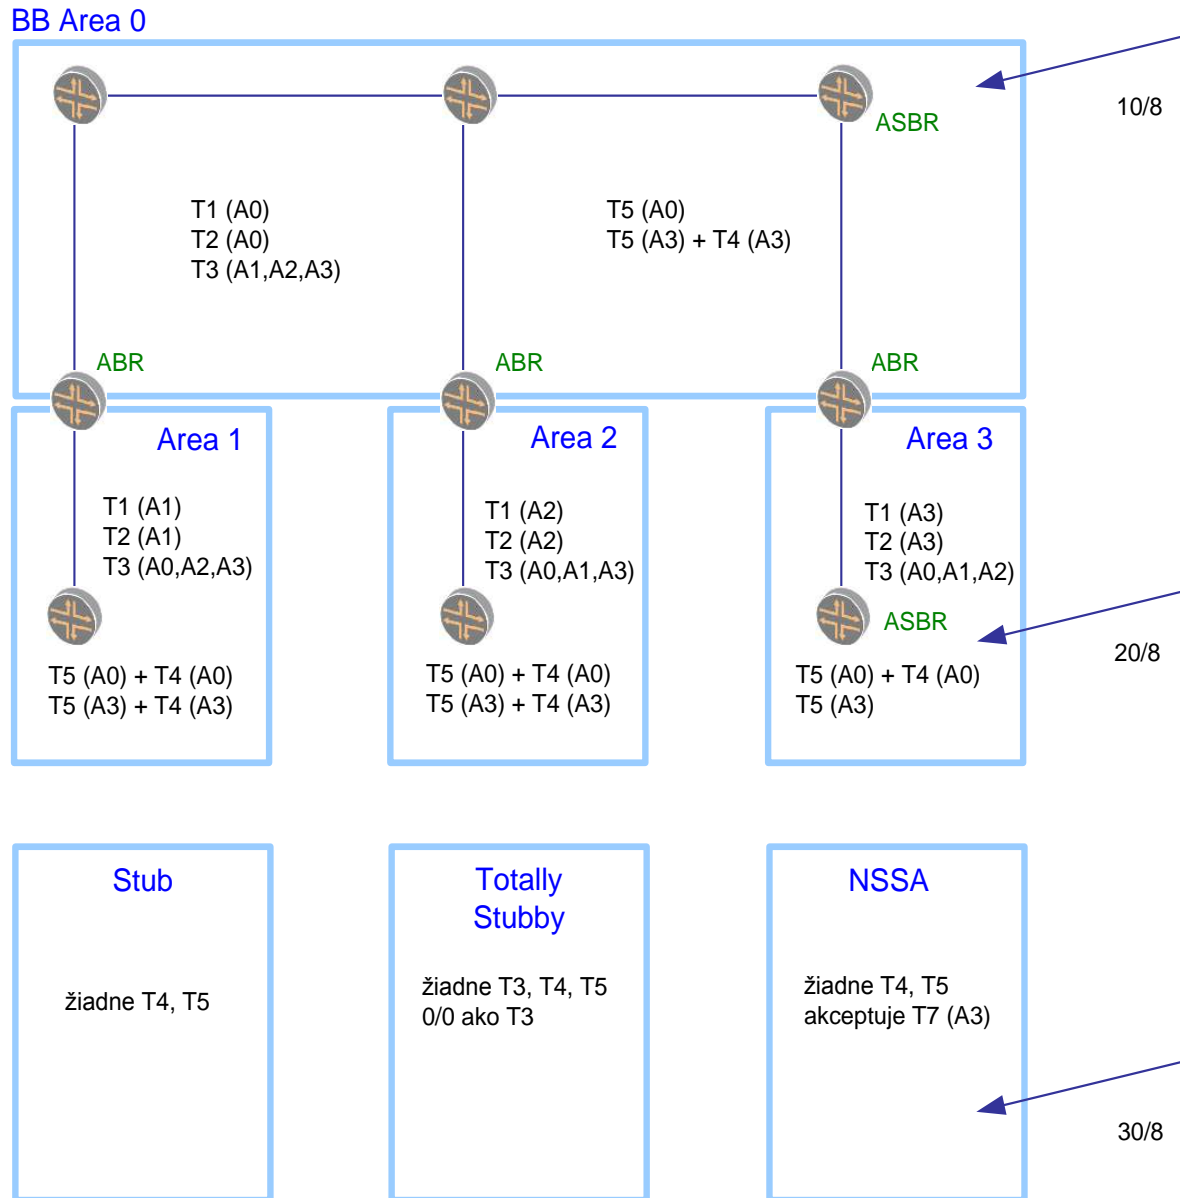 BB Area 0
10/8
ASBR
T1 (A0)
T2 (A0)
T3 (A1,A2,A3)
T5 (A0)
T5 (A3) + T4 (A3)
ABR
ABR
ABR
Area 1
T1 (A1)
T2 (A1)
T3 (A0,A2,A3)
T5 (A0) + T4 (A0)
T5 (A3) + T4 (A3)
Area 2
T1 (A2)
T2 (A2)
T3 (A0,A1,A3)
T5 (A0) + T4 (A0)
T5 (A3) + T4 (A3)
Area 3
T1 (A3)
T2 (A3)
T3 (A0,A1,A2)
ASBR
T5 (A0) + T4 (A0)
T5 (A3)
20/8
Stub
žiadne T4, T5
Totally
Stubby
žiadne T3, T4, T5
0/0 ako T3
NSSA
žiadne T4, T5
akceptuje T7 (A3)
30/8